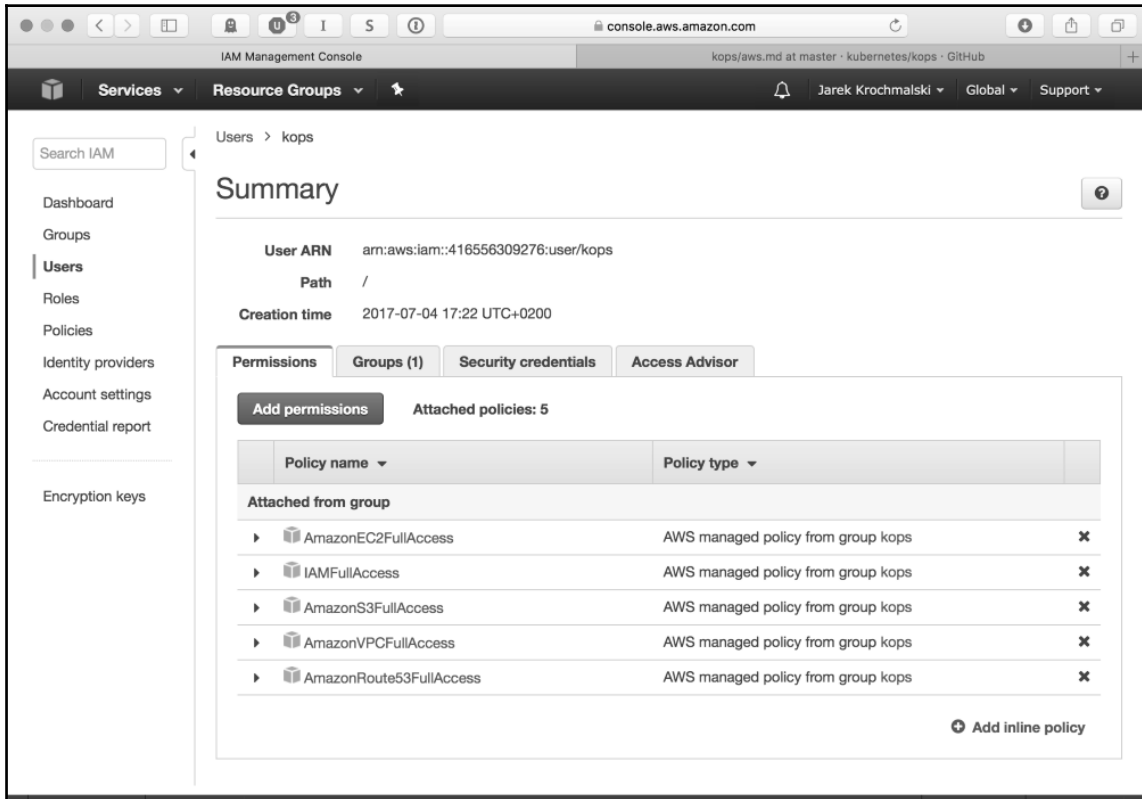 3
I S
console.aws.amazon.com
IAM Management Console
kops/aws.md at master · kubernetes/kops · GitHub
Services Resource Groups Jarek Krochmalski Global Support
Search IAM
Users > kops
Summary
Dashboard
Groups
Users
Roles
Policies
Identity providers
Account settings
Credential report
Encryption keys
User ARN arn:aws:iam::416556309276:user/kops
Path /
Creation time 2017-07-04 17:22 UTC+0200
Permissions Groups (1) Security credentials Access Advisor
Add permissions Attached policies: 5
Policy name Policy type
Attached from group
AmazonEC2FullAccess AWS managed policy from group kops
IAMFullAccess AWS managed policy from group kops
AmazonS3FullAccess AWS managed policy from group kops
AmazonVPCFullAccess AWS managed policy from group kops
AmazonRoute53FullAccess AWS managed policy from group kops
Add inline policy